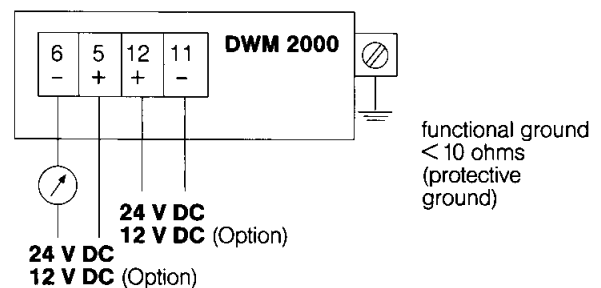 6 5 12 11 DWM 2000
− + + −
functional ground
< 10 ohms
(protective
ground)
24 V DC
12 V DC (Option)
24 V DC
12 V DC (Option)